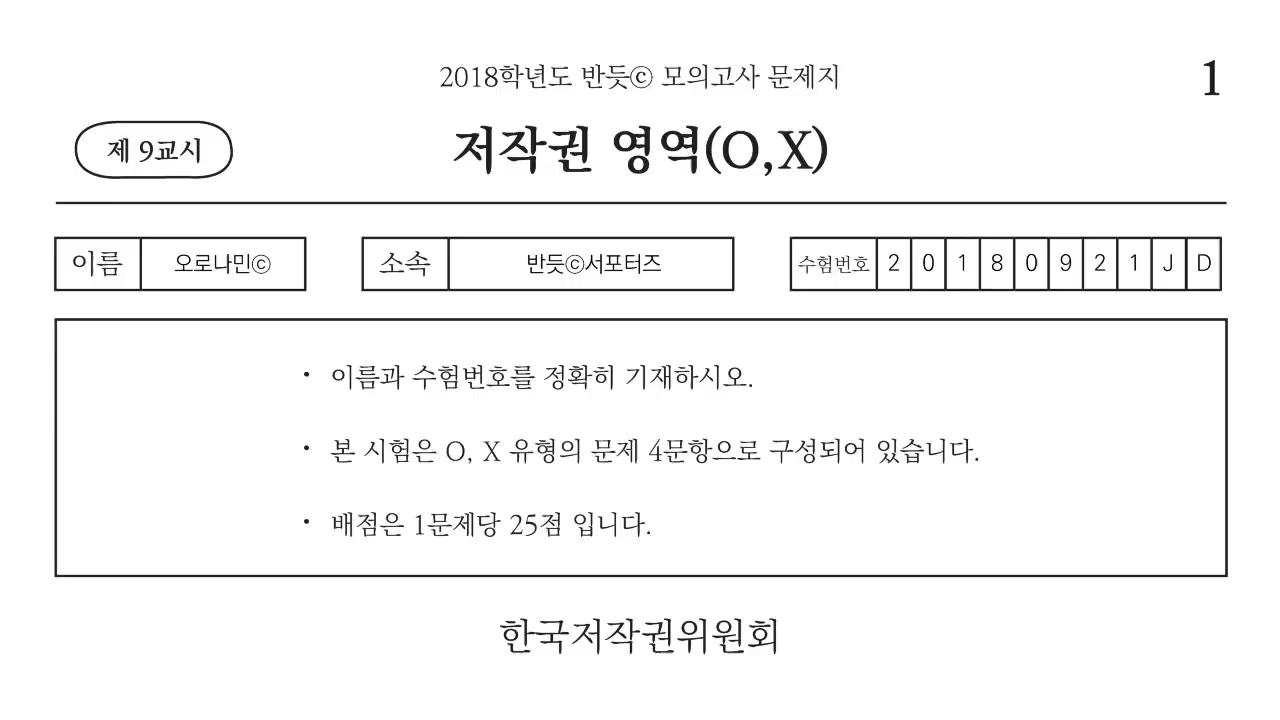 2018학년도 반듯ⓒ 모의고사 문제지
1
제 9교시
저작권 영역(O,X)
이름 오로나민ⓒ 소속 반듯ⓒ서포터즈 수험번호 2 0 1 8 0 9 2 1 J D
· 이름과 수험번호를 정확히 기재하시오.
· 본 시험은 O, X 유형의 문제 4문항으로 구성되어 있습니다.
· 배점은 1문제당 25점 입니다.
한국저작권위원회